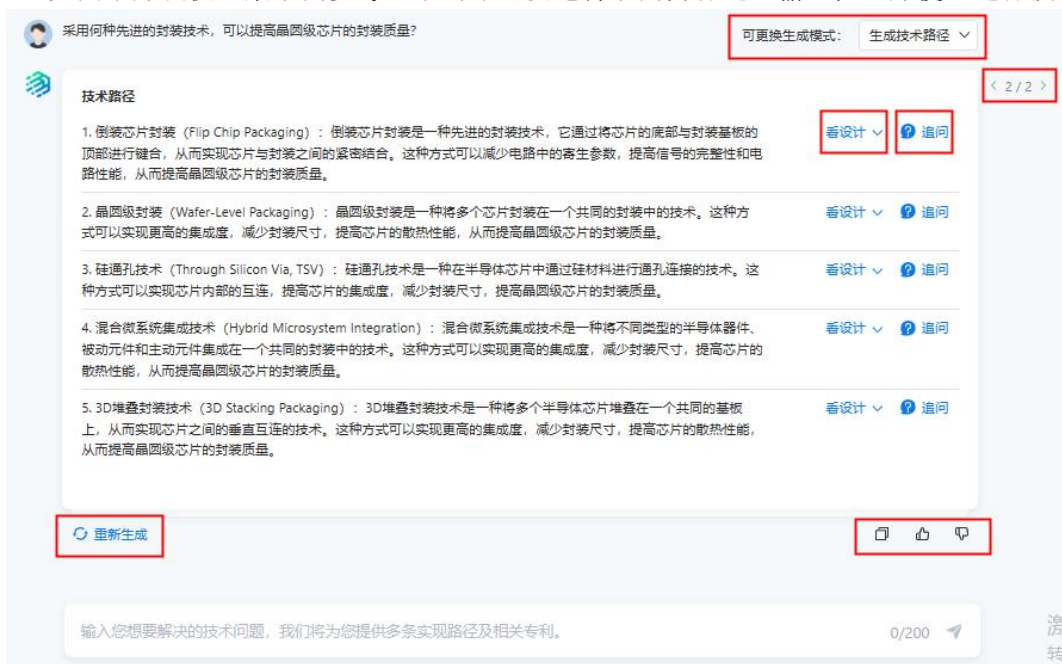 采用何种先进的封装技术，可以提高晶圆级芯片的封装质量？
可更换生成模式： 生成技术路径
2 / 2
技术路径
1. 倒装芯片封装（Flip Chip Packaging）：倒装芯片封装是一种先进的封装技术，它通过将芯片的底部与封装基板的
顶部进行键合，从而实现芯片与封装之间的紧密结合。这种方式可以减少电路中的寄生参数，提高信号的完整性和电
路性能，从而提高晶圆级芯片的封装质量。
看设计 追问
2. 晶圆级封装（Wafer-Level Packaging）：晶圆级封装是一种将多个芯片封装在一个共同的封装中的技术。这种方
式可以实现更高的集成度，减少封装尺寸，提高芯片的散热性能，从而提高晶圆级芯片的封装质量。
看设计 追问
3. 硅通孔技术（Through Silicon Via, TSV）：硅通孔技术是一种在半导体芯片中通过硅材料进行通孔连接的技术。这
种方式可以实现芯片内部的互连，提高芯片的集成度，减少封装尺寸，提高晶圆级芯片的封装质量。
看设计 追问
4. 混合微系统集成技术（Hybrid Microsystem Integration）：混合微系统集成技术是一种将不同类型的半导体器件、
被动元件和主动元件集成在一个共同的封装中的技术。这种方式可以实现更高的集成度，减少封装尺寸，提高芯片的
散热性能，从而提高晶圆级芯片的封装质量。
看设计 追问
5. 3D堆叠封装技术（3D Stacking Packaging）：3D堆叠封装技术是一种将多个半导体芯片堆叠在一个共同的基板
上，从而实现芯片之间的垂直互连的技术。这种方式可以实现更高的集成度，减少封装尺寸，提高芯片的散热性能，
从而提高晶圆级芯片的封装质量。
看设计 追问
重新生成
输入您想要解决的技术问题，我们将为您提供多条实现路径及相关专利。
0/200